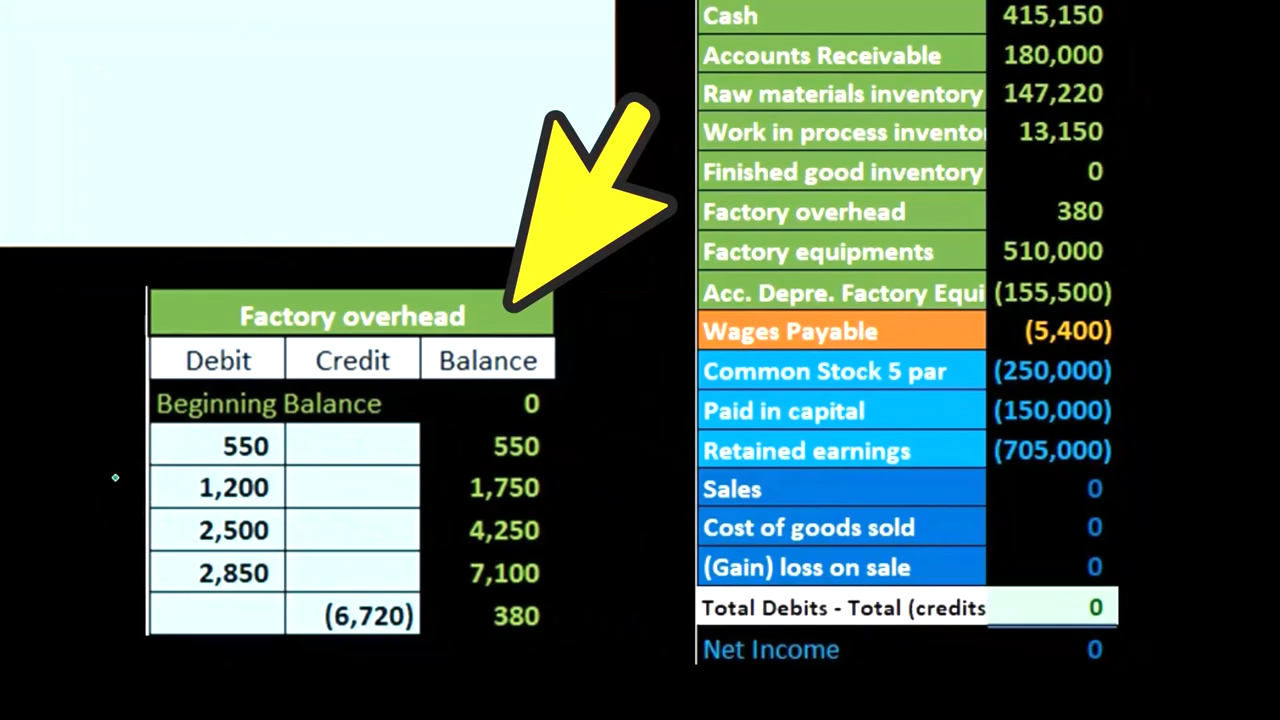 Factory overhead
Debit Credit Balance
Beginning Balance 0
550 550
1,200 1,750
2,500 4,250
2,850 7,100
(6,720) 380
Cash 415,150
Accounts Receivable 180,000
Raw materials inventory 147,220
Work in process invento 13,150
Finished good inventory 0
Factory overhead 380
Factory equipments 510,000
Acc. Depre. Factory Equi (155,500)
Wages Payable (5,400)
Common Stock 5 par (250,000)
Paid in capital (150,000)
Retained earnings (705,000)
Sales 0
Cost of goods sold 0
(Gain) loss on sale 0
Total Debits - Total (credits 0
Net Income 0